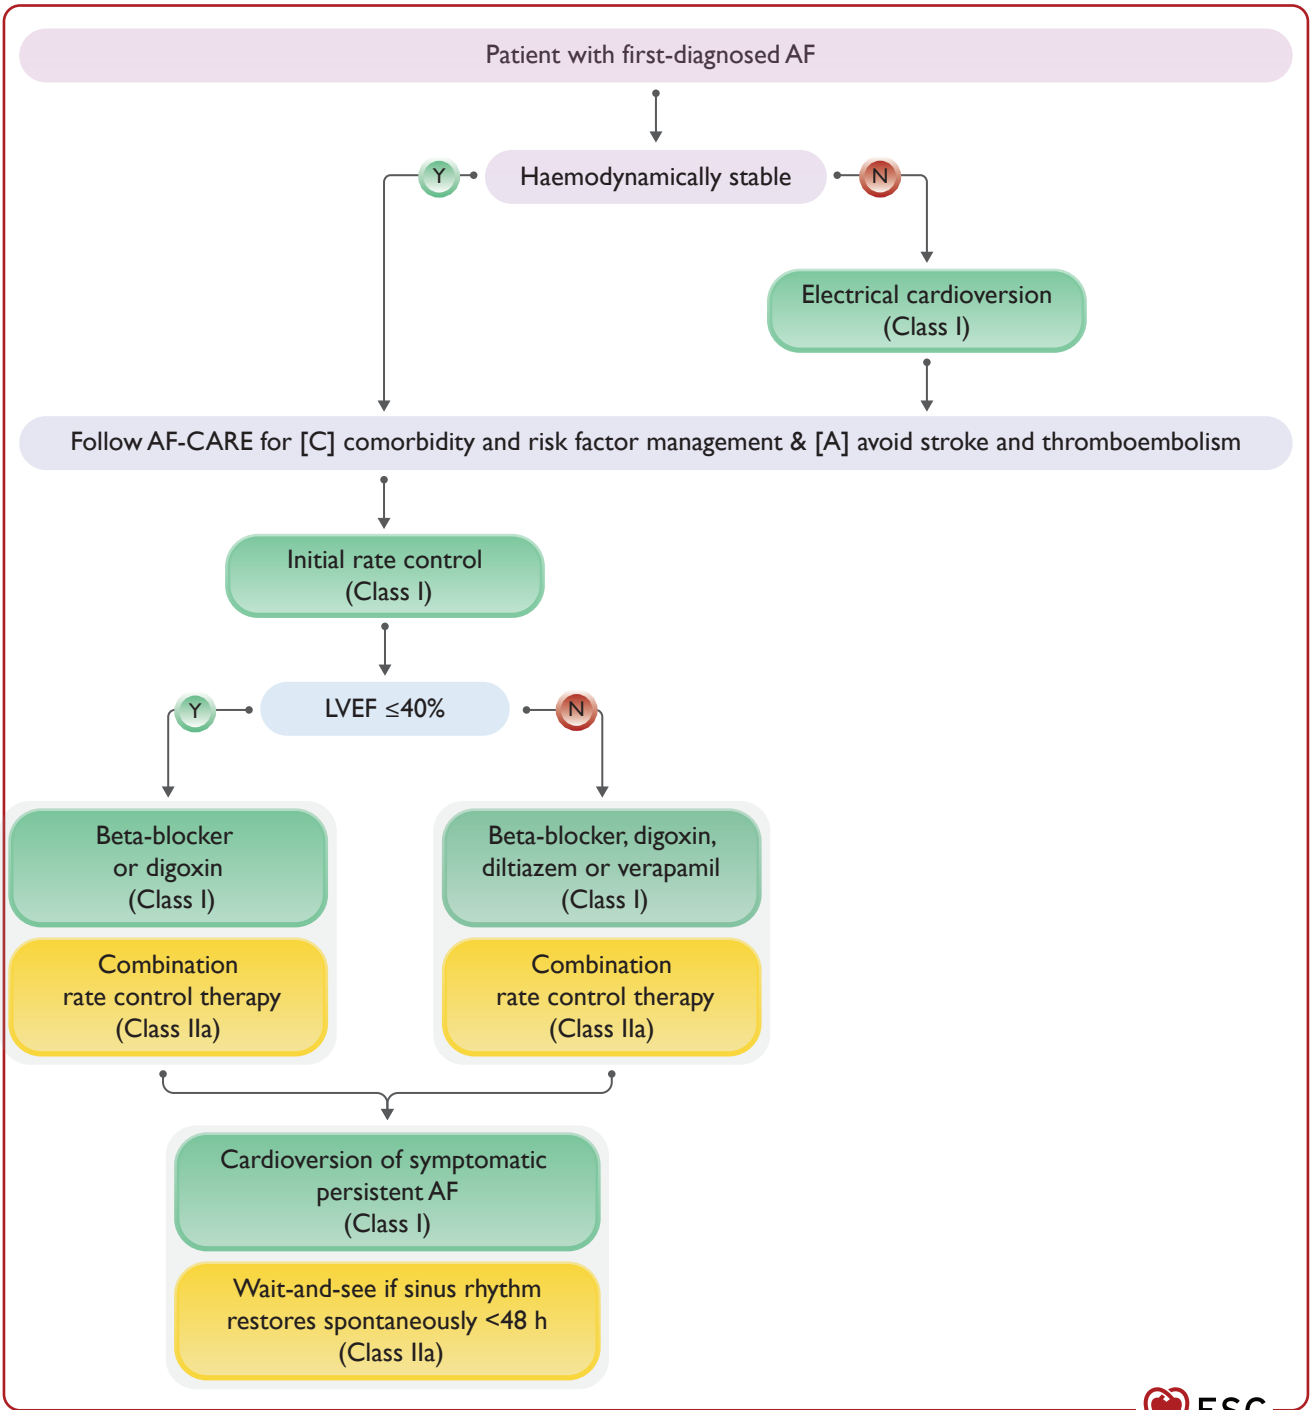 Patient with first-diagnosed AF
Y
Haemodynamically stable
N
Electrical cardioversion
(Class I)
Follow AF-CARE for [C] comorbidity and risk factor management & [A] avoid stroke and thromboembolism
Initial rate control
(Class I)
Y
LVEF ≤40%
N
Beta-blocker
or digoxin
(Class I)
Combination
rate control therapy
(Class IIa)
Beta-blocker, digoxin,
diltiazem or verapamil
(Class I)
Combination
rate control therapy
(Class IIa)
Cardioversion of symptomatic
persistent AF
(Class I)
Wait-and-see if sinus rhythm
restores spontaneously <48 h
(Class IIa)
ESC